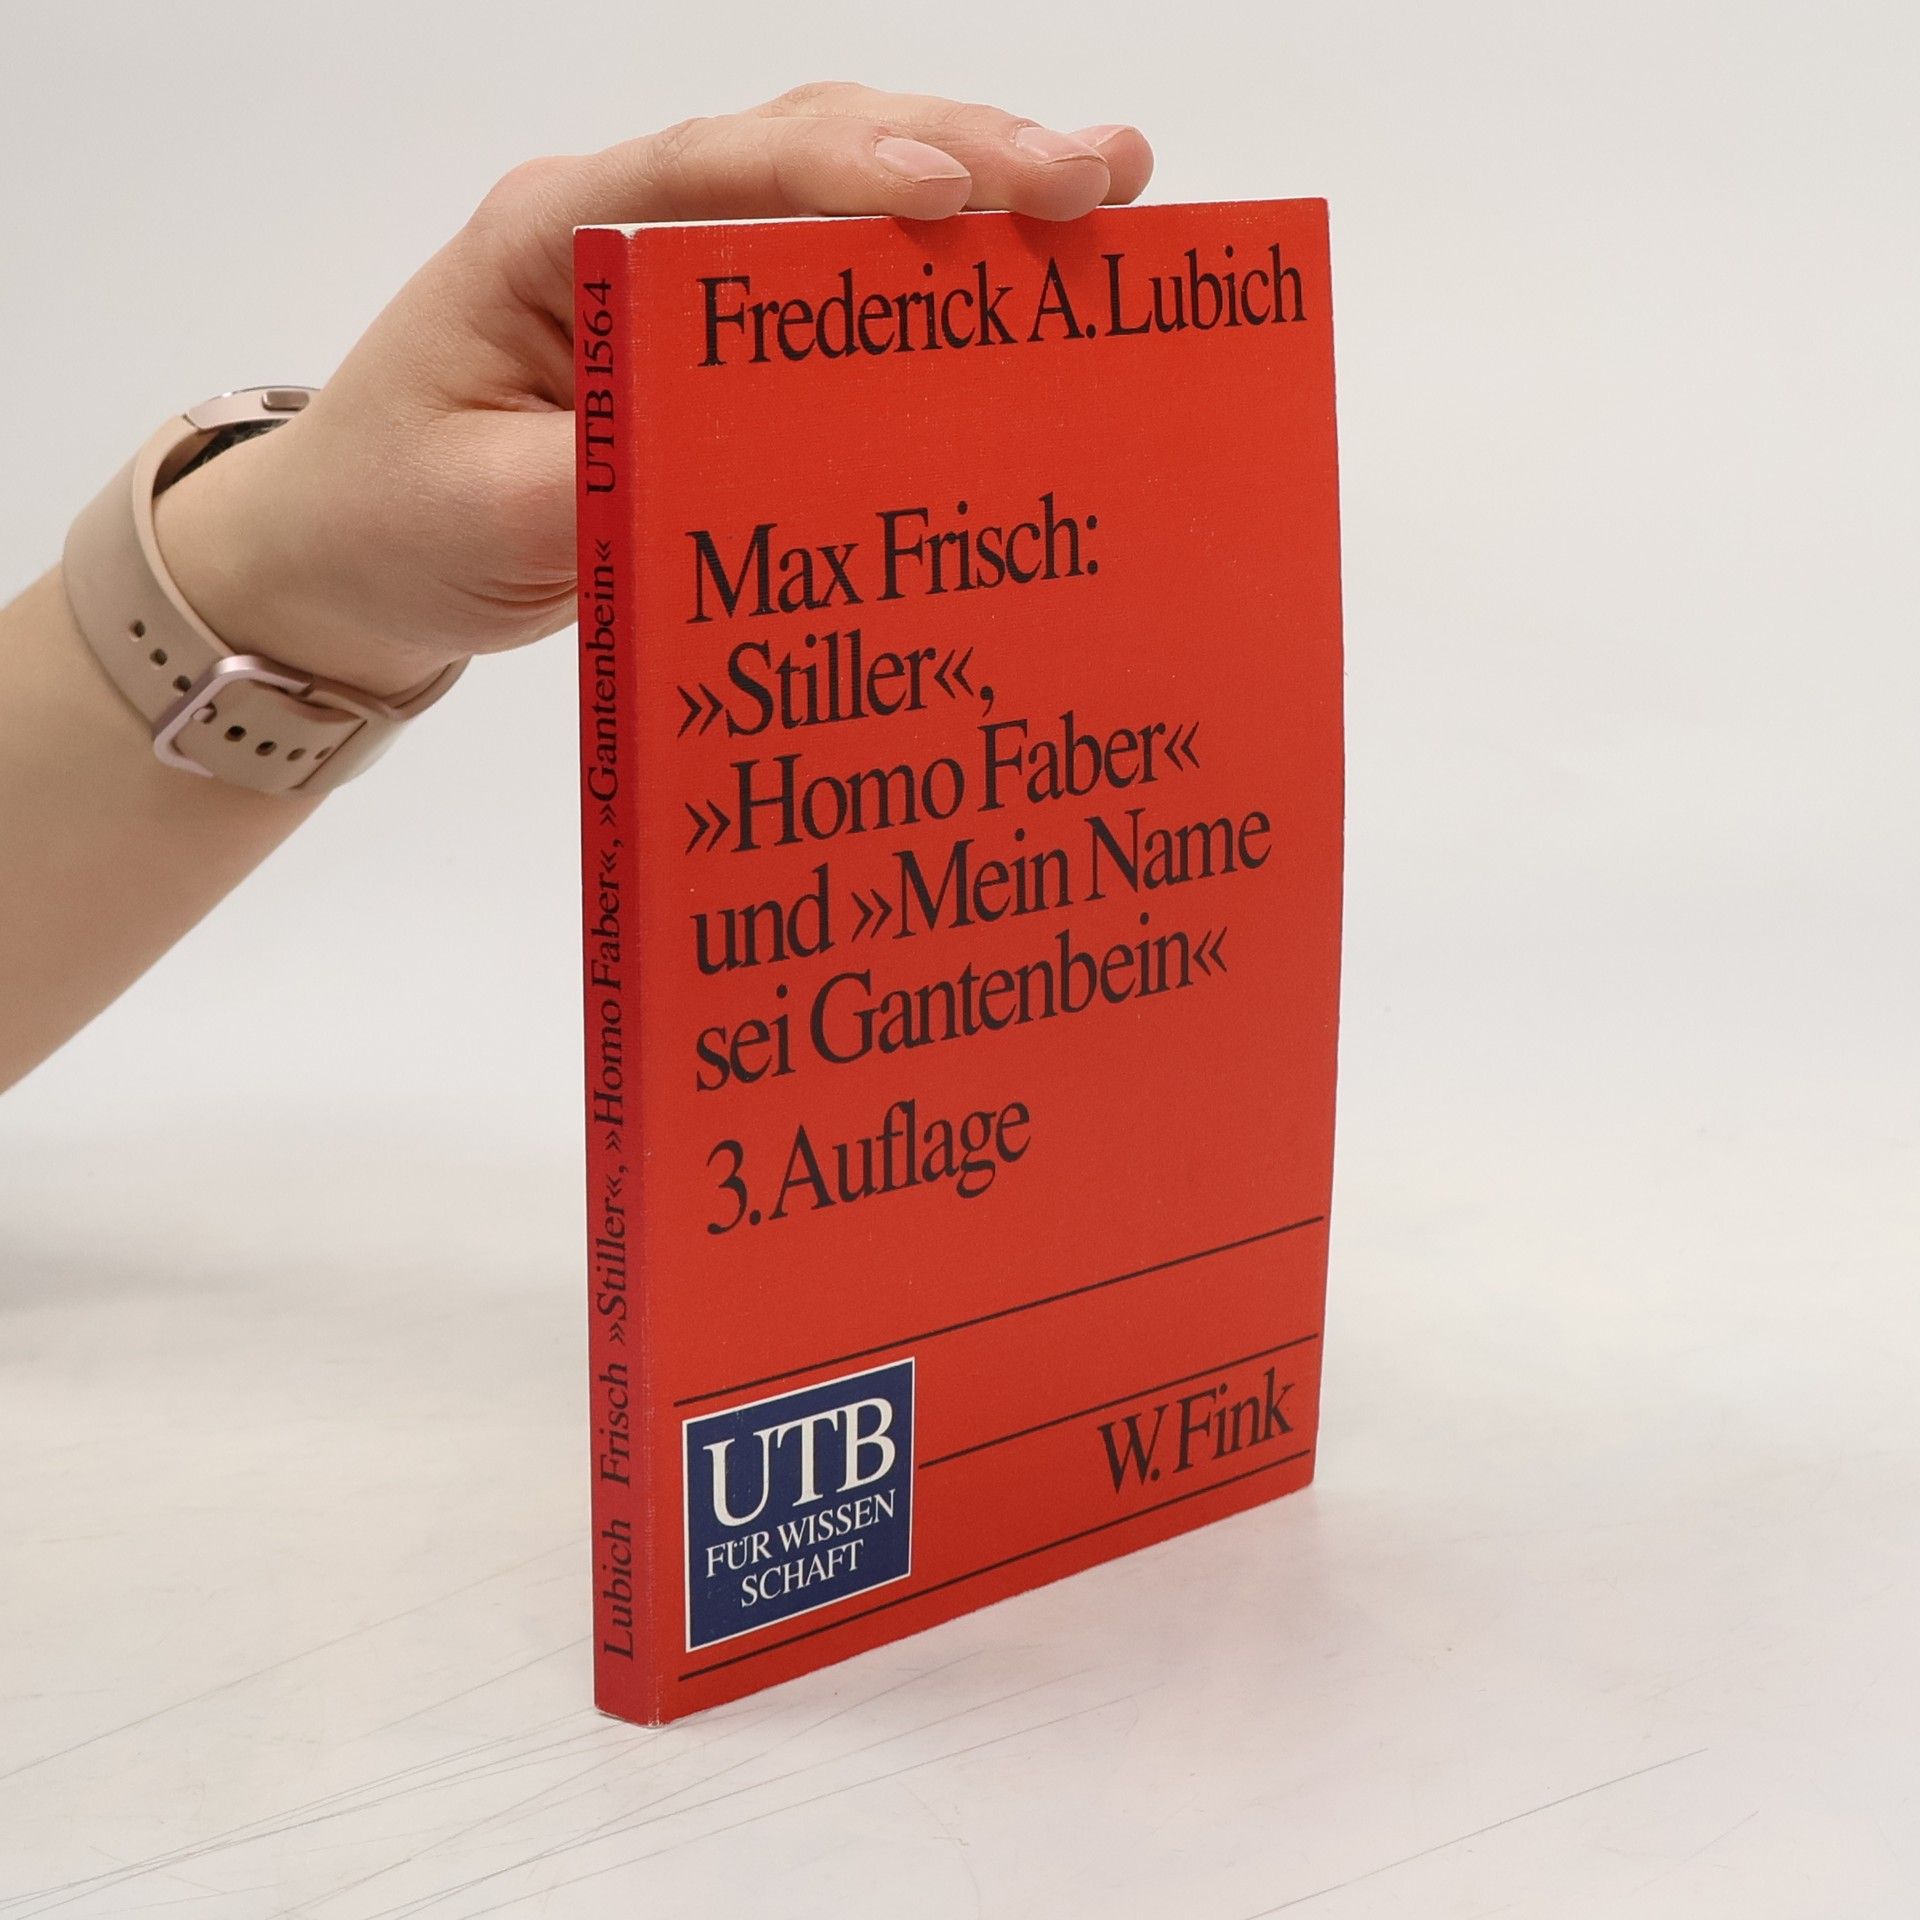 Frederick A. Lubich
Max Frisch:
»Stiller«,
»Homo Faber«
und »Mein Name
sei Gantenbein«
3. Auflage
UTB
FÜR WISSEN
SCHAFT
W. Fink
Lubich Frisch »Stiller«, »Homo Faber«, »Gantenbein« UTB 1564